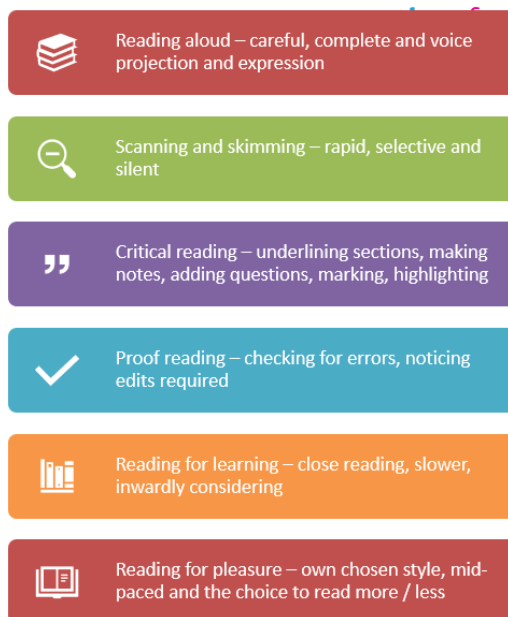 Reading aloud – careful, complete and voice
projection and expression
Scanning and skimming – rapid, selective and
silent
Critical reading – underlining sections, making
notes, adding questions, marking, highlighting
Proof reading – checking for errors, noticing
edits required
Reading for learning – close reading, slower,
inwardly considering
Reading for pleasure – own chosen style, mid-
paced and the choice to read more / less